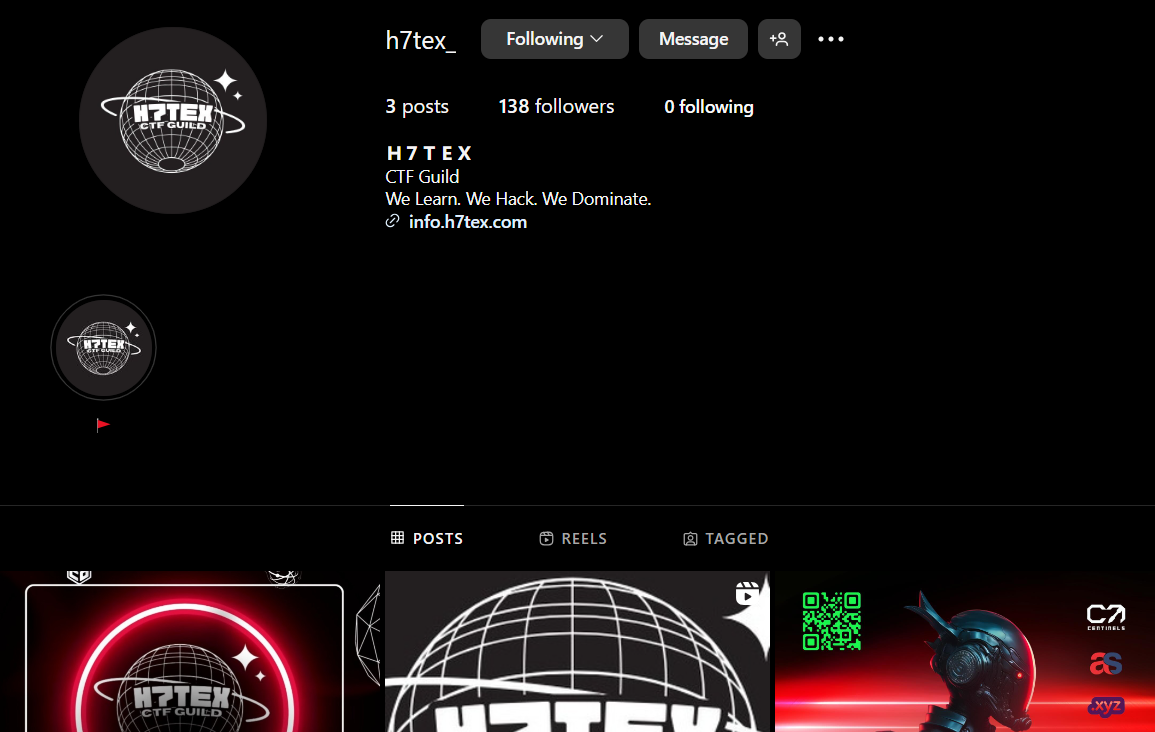 h7tex_ Following Message
3 posts 138 followers 0 following
H7TEX
CTF GUILD
H 7 T E X
CTF Guild
We Learn. We Hack. We Dominate.
info.h7tex.com
H7TEX
CTF GUILD
POSTS REELS TAGGED
H7TEX
CTF GUILD
H7TEX
CENTINELS
as
.xyz